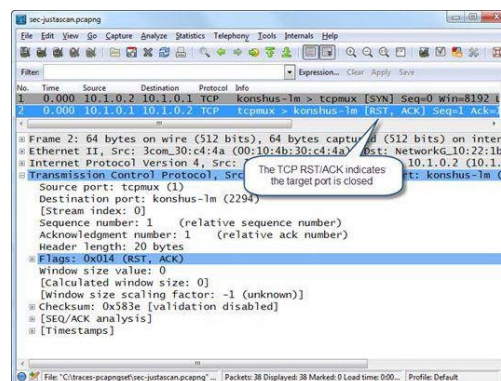 sec-justascan.pcapng
File Edit View Go Capture Analyze Statistics Telephony Tools Internals Help
Filter: Expression... Clear Apply Save
No. Time Source Destination Protocol Info
1 0.000 10.1.0.2 10.1.0.1 TCP konshus-lm > tcpmux [SYN] Seq=0 Win=8192 L
2 0.000 10.1.0.1 10.1.0.2 TCP tcpmux > konshus-lm [RST, ACK] Seq=1 Ack=
Frame 2: 64 bytes on wire (512 bits), 64 bytes captured (512 bits) on inter
Ethernet II, Src: 3com_30:c4:4a (00:10:4b:30:c4:4a), Dst: NetworkG_10:22:1b
Internet Protocol Version 4, Src: 10.1.0.2 (10.1.
Transmission Control Protocol, Src port: konshus-lm (
The TCP RST/ACK indicates
the target port is closed
Source port: tcpmux (1)
Destination port: konshus-lm (2294)
[Stream index: 0]
Sequence number: 1 (relative sequence number)
Acknowledgment number: 1 (relative ack number)
Header length: 20 bytes
Flags: 0x014 (RST, ACK)
Window size value: 0
[Calculated window size: 0]
[Window size scaling factor: -1 (unknown)]
Checksum: 0x583e [validation disabled]
[SEQ/ACK analysis]
[Timestamps]
File: "C:\traces-pcapngset\sec-justascan.pcapng" ... Packets: 38 Displayed: 38 Marked: 0 Load time: 0:00... Profile: Default